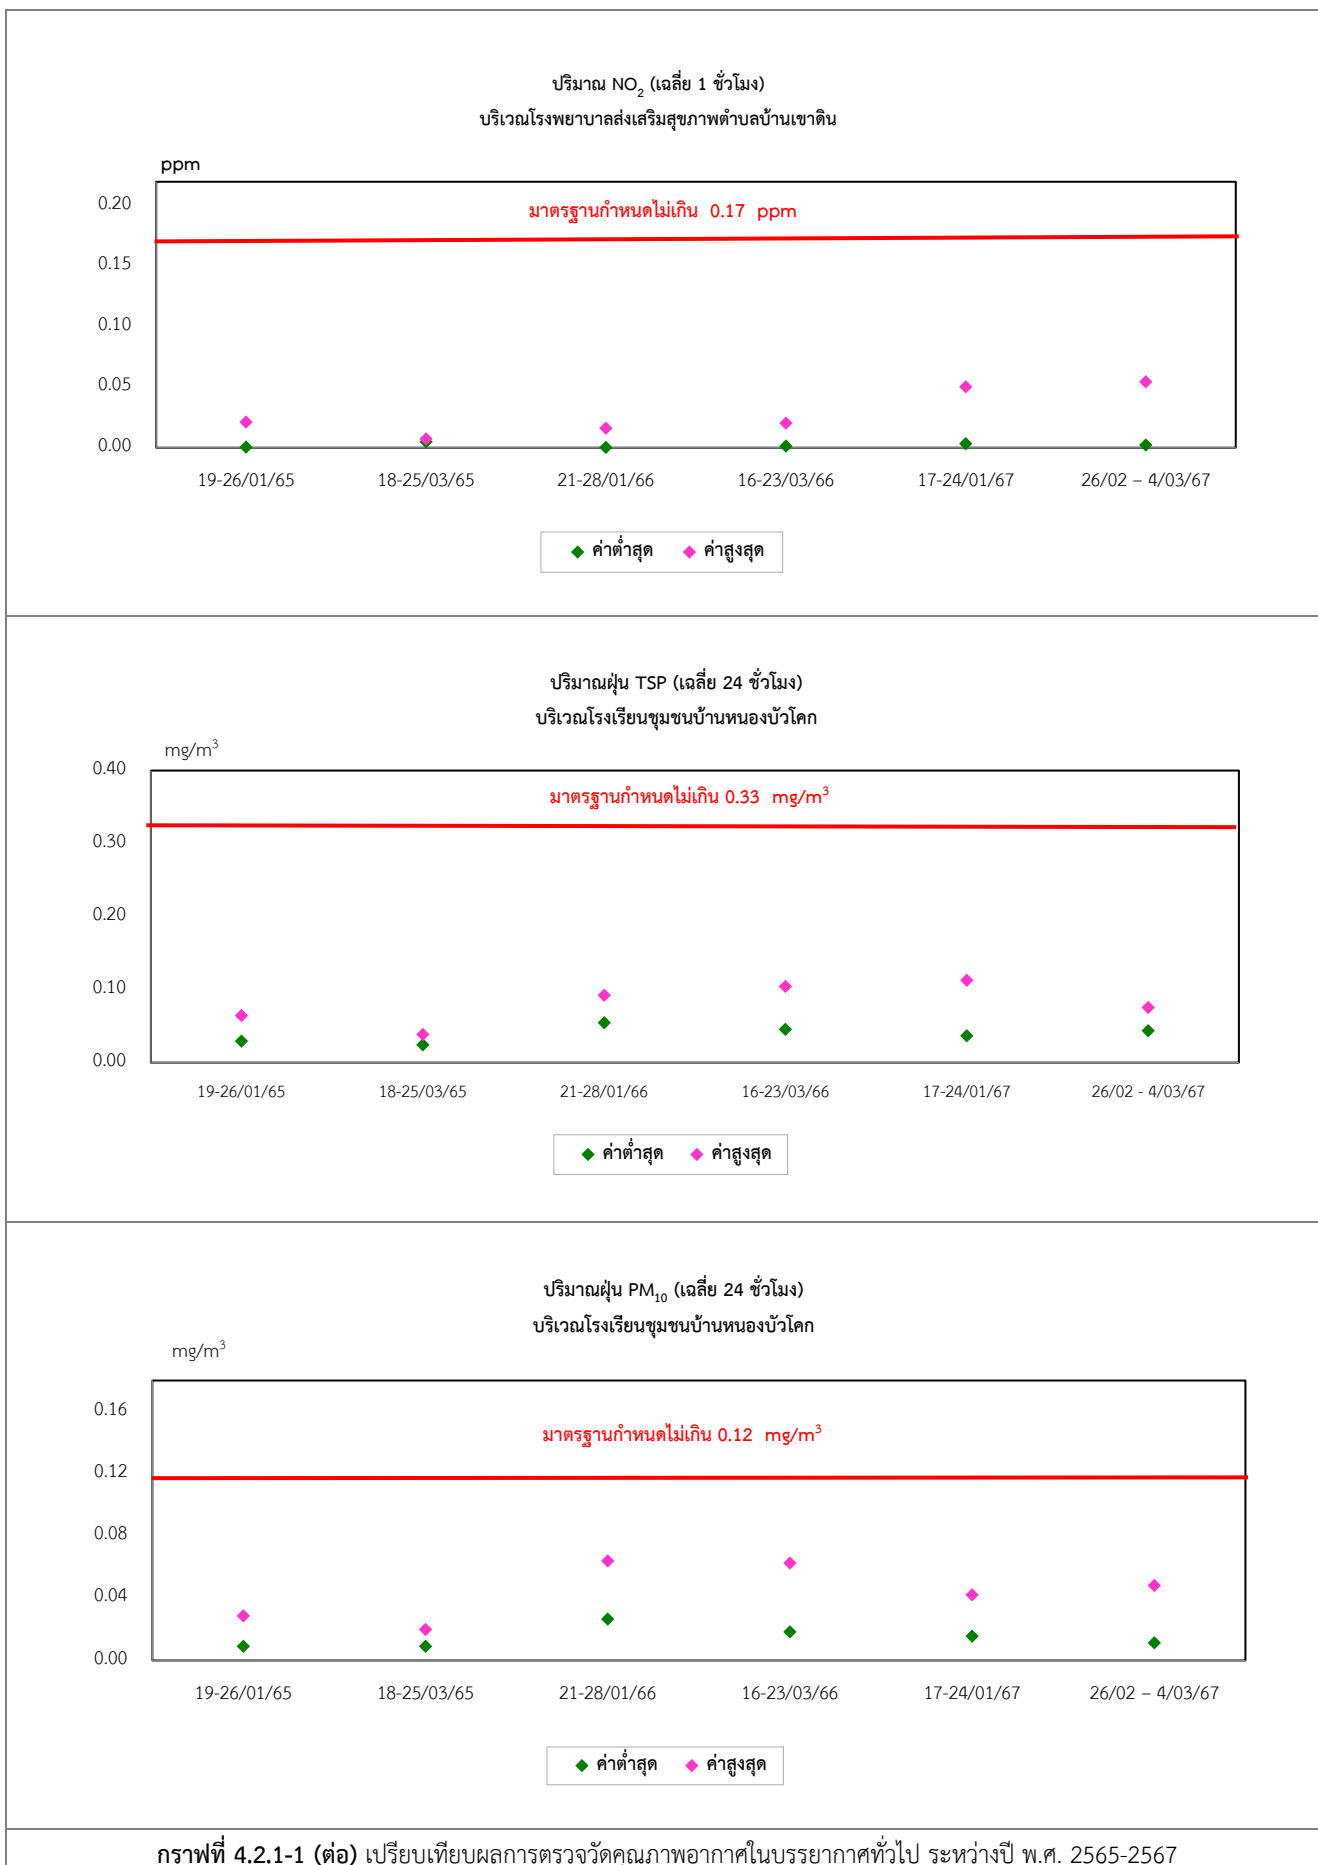 ปริมาณ NO2 (เฉลี่ย 1 ชั่วโมง)
บริเวณโรงพยาบาลส่งเสริมสุขภาพตำบลบ้านเขาดิน
ppm
0.20
มาตรฐานกำหนดไม่เกิน 0.17 ppm
0.15
0.10
0.05
0.00
19-26/01/65 18-25/03/65 21-28/01/66 16-23/03/66 17-24/01/67 26/02 – 4/03/67
ค่าต่ำสุด ค่าสูงสุด
ปริมาณฝุ่น TSP (เฉลี่ย 24 ชั่วโมง)
บริเวณโรงเรียนชุมชนบ้านหนองบัวโคก
mg/m3
0.40
มาตรฐานกำหนดไม่เกิน 0.33 mg/m3
0.30
0.20
0.10
0.00
19-26/01/65 18-25/03/65 21-28/01/66 16-23/03/66 17-24/01/67 26/02 - 4/03/67
ค่าต่ำสุด ค่าสูงสุด
ปริมาณฝุ่น PM10 (เฉลี่ย 24 ชั่วโมง)
บริเวณโรงเรียนชุมชนบ้านหนองบัวโคก
mg/m3
0.16
มาตรฐานกำหนดไม่เกิน 0.12 mg/m3
0.12
0.08
0.04
0.00
19-26/01/65 18-25/03/65 21-28/01/66 16-23/03/66 17-24/01/67 26/02 – 4/03/67
ค่าต่ำสุด ค่าสูงสุด
กราฟที่ 4.2.1-1 (ต่อ) เปรียบเทียบผลการตรวจวัดคุณภาพอากาศในบรรยากาศทั่วไป ระหว่างปี พ.ศ. 2565-2567